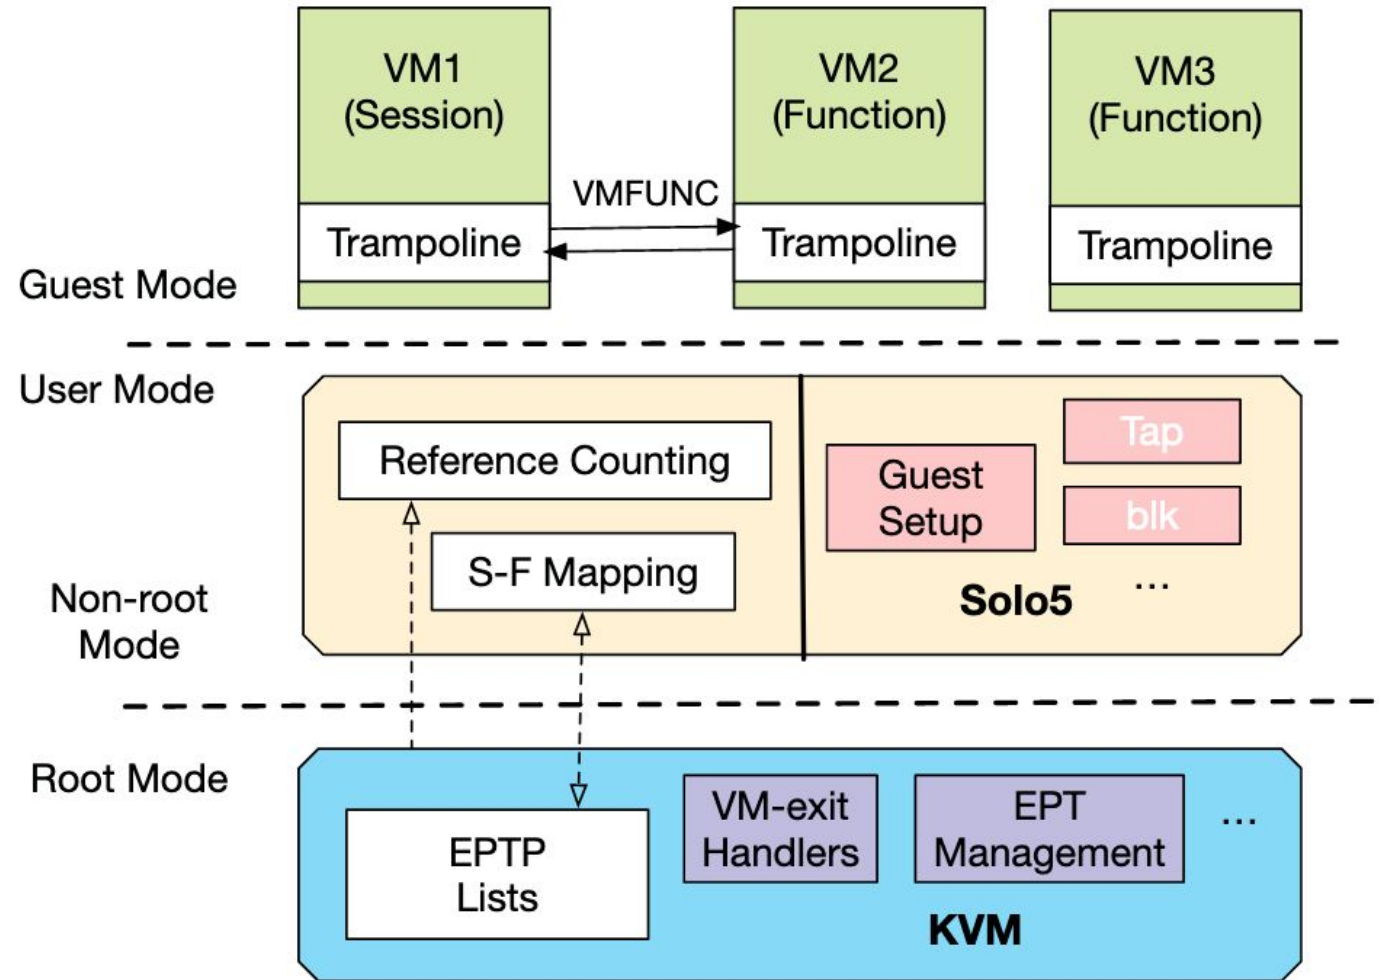 VM1
(Session)
VM2
(Function)
VM3
(Function)
VMFUNC
Trampoline
Trampoline
Trampoline
Guest Mode
User Mode
Reference Counting
S-F Mapping
Guest
Setup
Tap
blk
...
Solo5
Non-root
Mode
Root Mode
EPTP
Lists
VM-exit
Handlers
EPT
Management
...
KVM